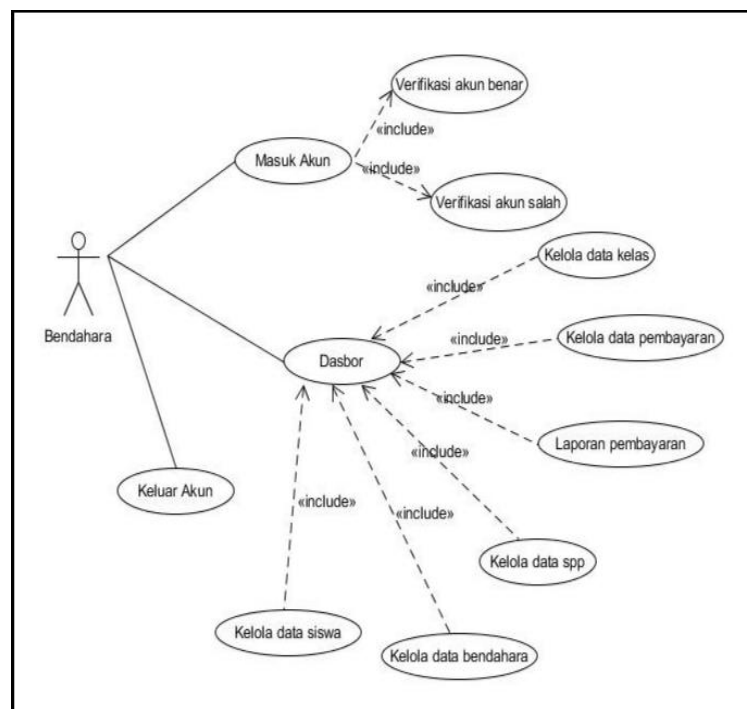 Verifikasi akun benar
«include»
Masuk Akun
«include»
Verifikasi akun salah
Kelola data kelas
«include»
Bendahara
«include»
Kelola data pembayaran
Dasbor
«include»
Laporan pembayaran
Keluar Akun
«include»
«include»
Kelola data spp
Kelola data siswa
Kelola data bendahara